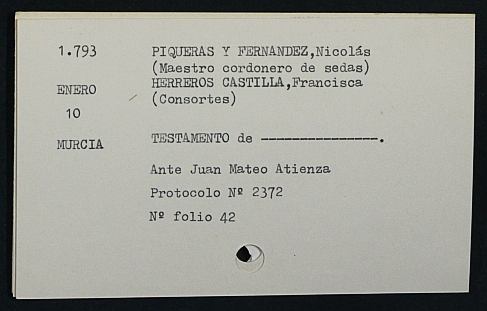 1.793 PIQUERAS Y FERNANDEZ,Nicolás
(Maestro cordonero de sedas)
ENERO HERREROS CASTILLA,Francisca
10 (Consortes)
MURCIA TESTAMENTO de ---------------.
Ante Juan Mateo Atienza
Protocolo Nº 2372
Nº folio 42